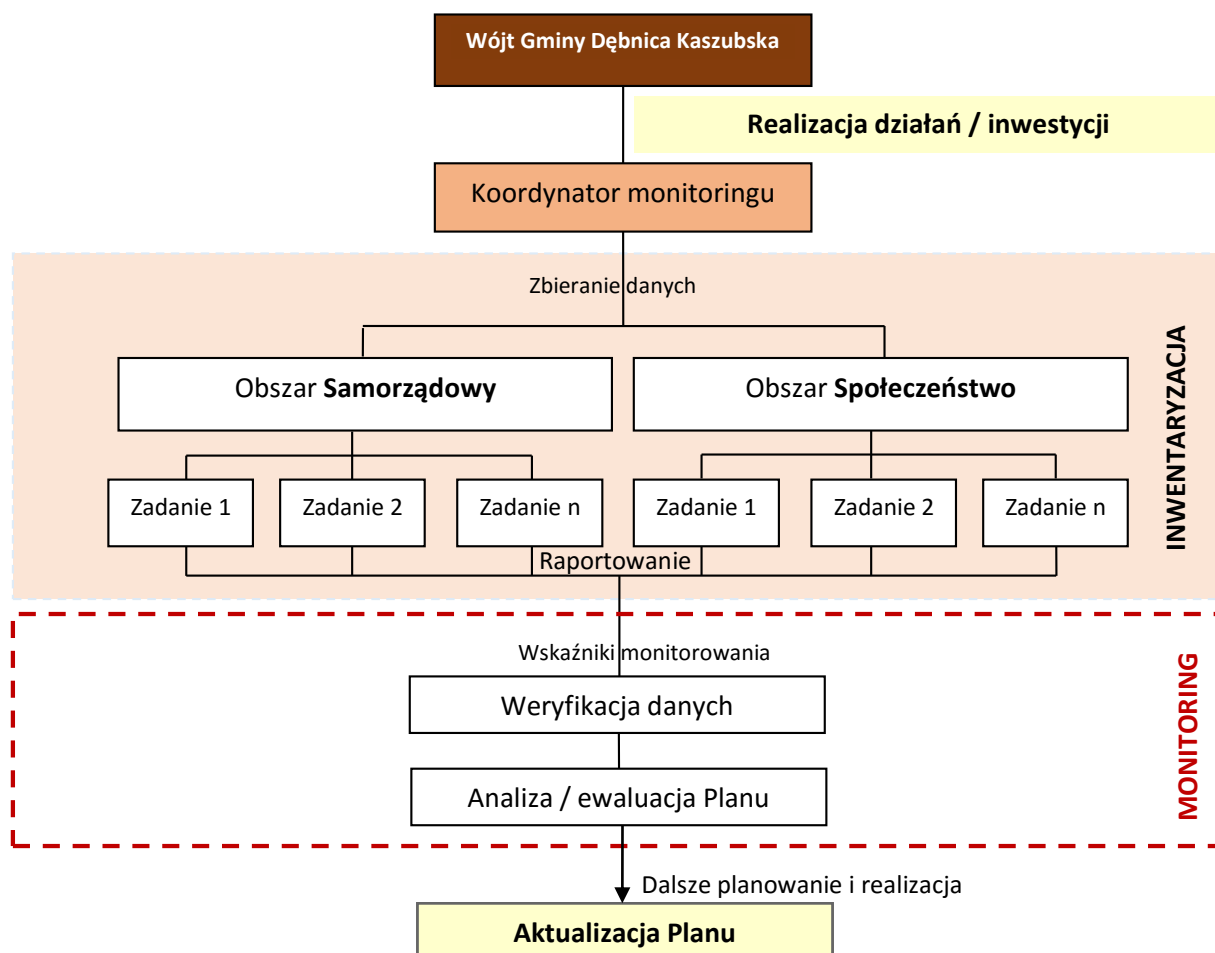 Wójt Gminy Dębnica Kaszubska
Realizacja działań / inwestycji
Koordynator monitoringu
Zbieranie danych
INWENTARYZACJA
Obszar Samorządowy
Obszar Społeczeństwo
Zadanie 1
Zadanie 2
Zadanie n
Zadanie 1
Zadanie 2
Zadanie n
Raportowanie
MONITORING
Wskaźniki monitorowania
Weryfikacja danych
Analiza / ewaluacja Planu
Dalsze planowanie i realizacja
Aktualizacja Planu